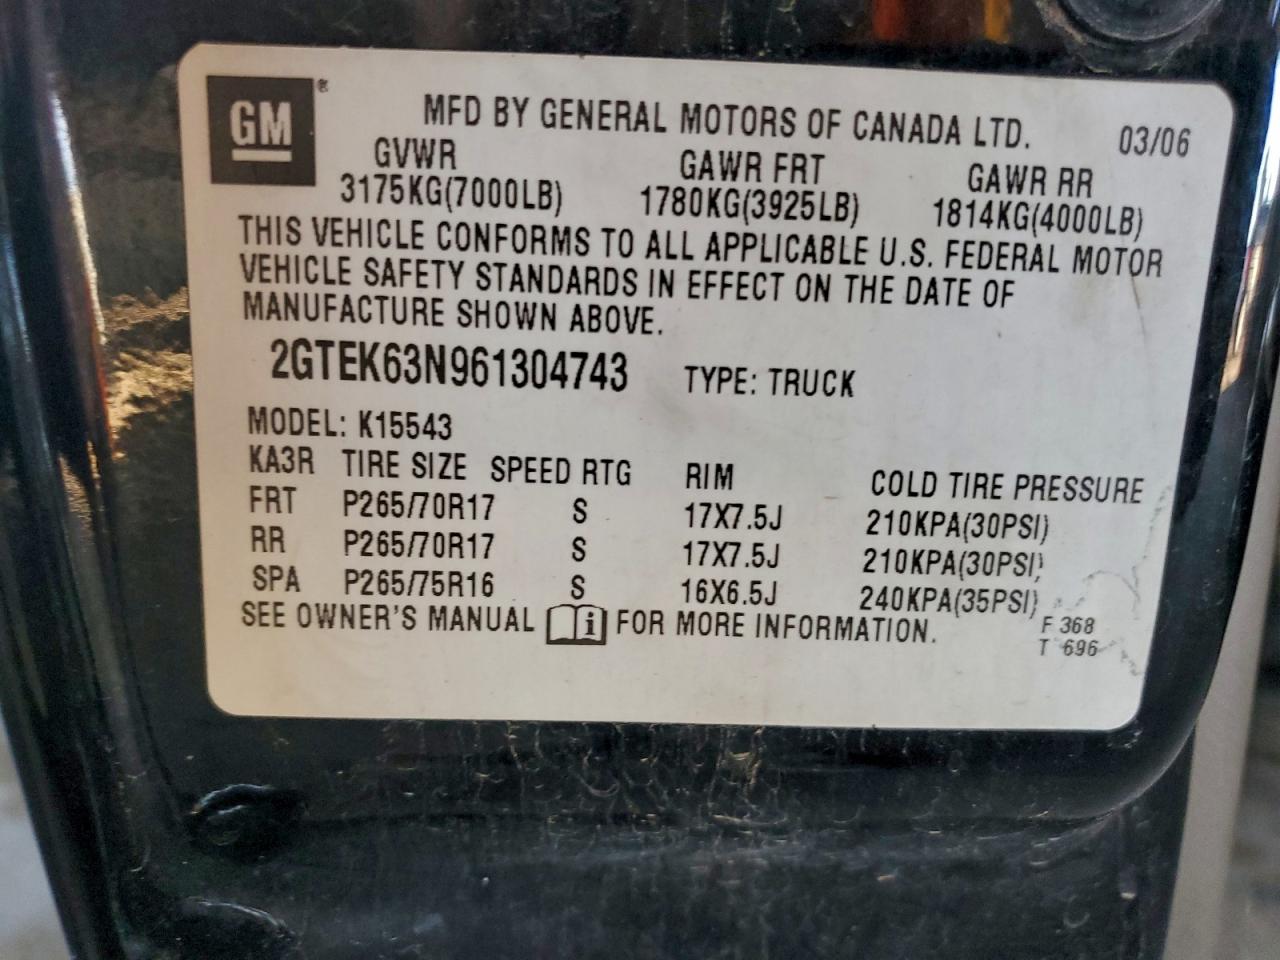 GM®
MFD BY GENERAL MOTORS OF CANADA LTD. 03/06
GVWR GAWR FRT GAWR RR
3175KG(7000LB) 1780KG(3925LB) 1814KG(4000LB)
THIS VEHICLE CONFORMS TO ALL APPLICABLE U.S. FEDERAL MOTOR
VEHICLE SAFETY STANDARDS IN EFFECT ON THE DATE OF
MANUFACTURE SHOWN ABOVE.
2GTEK63N961304743 TYPE: TRUCK
MODEL: K15543
KA3R TIRE SIZE SPEED RTG RIM COLD TIRE PRESSURE
FRT P265/70R17 S 17X7.5J 210KPA(30PSI)
RR P265/70R17 S 17X7.5J 210KPA(30PSI)
SPA P265/75R16 S 16X6.5J 240KPA(35PSI)
SEE OWNER'S MANUAL i FOR MORE INFORMATION.
F 368
T 696